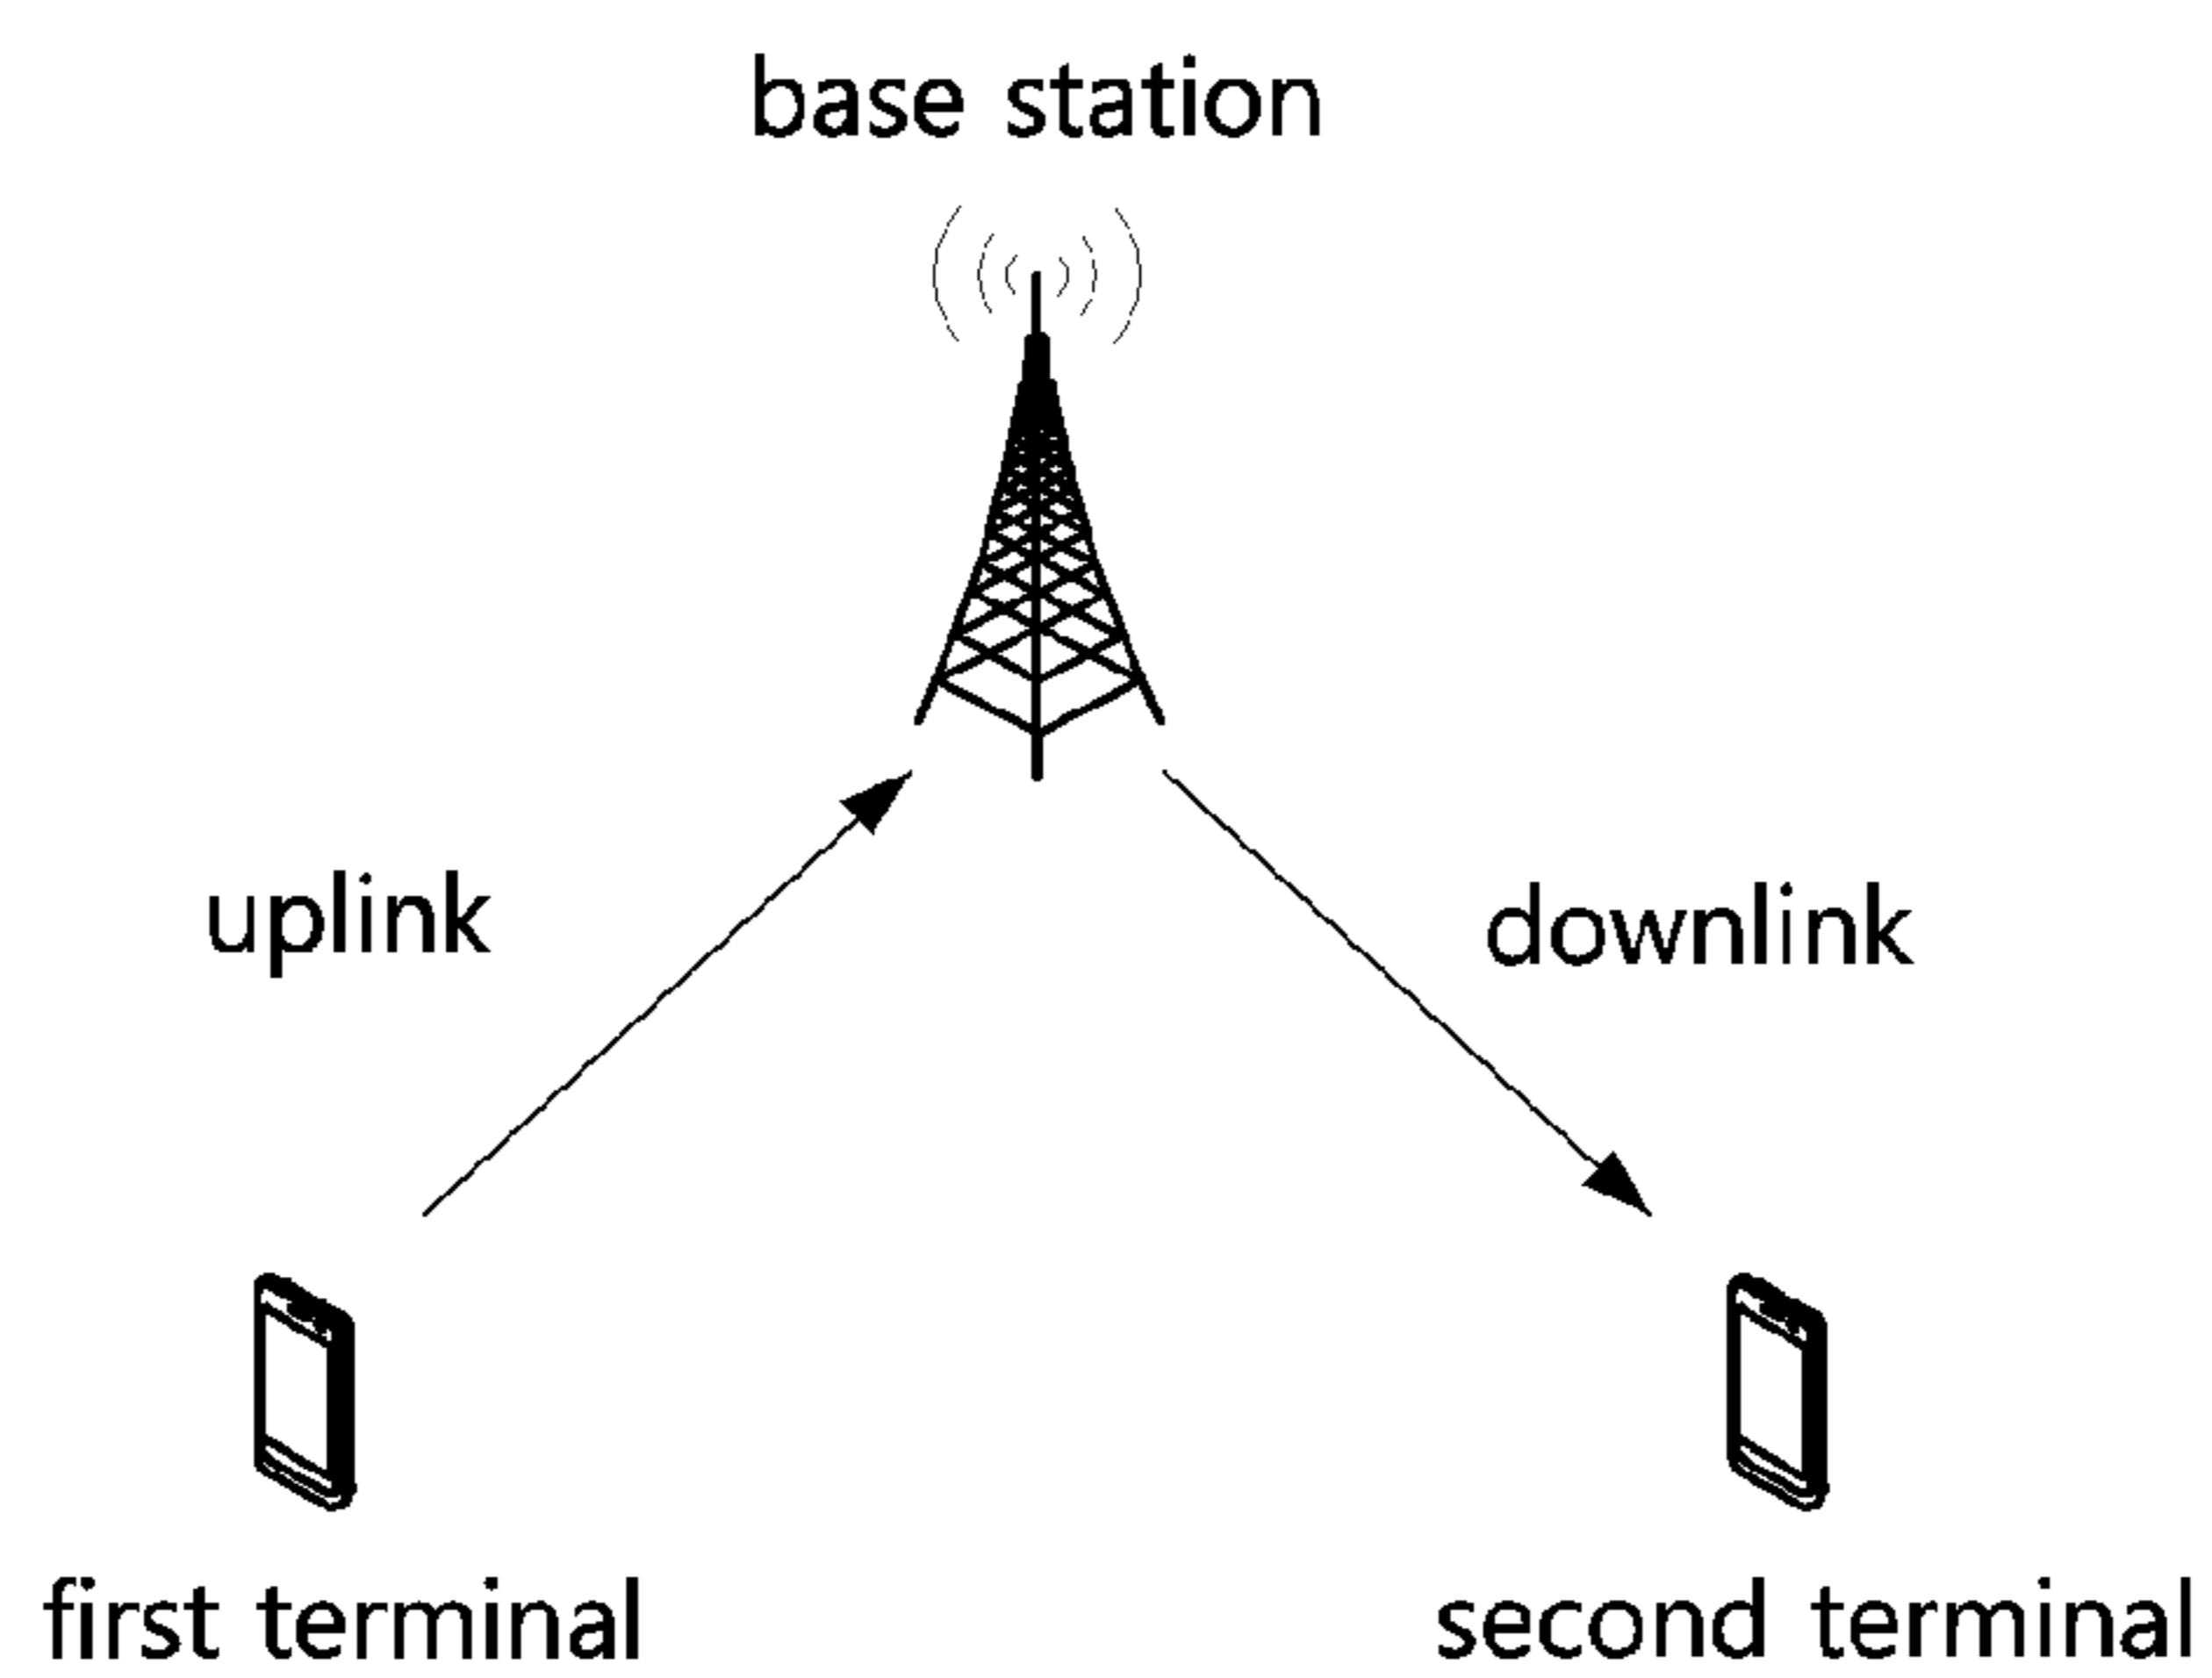 base station
uplink
downlink
first terminal
second terminal